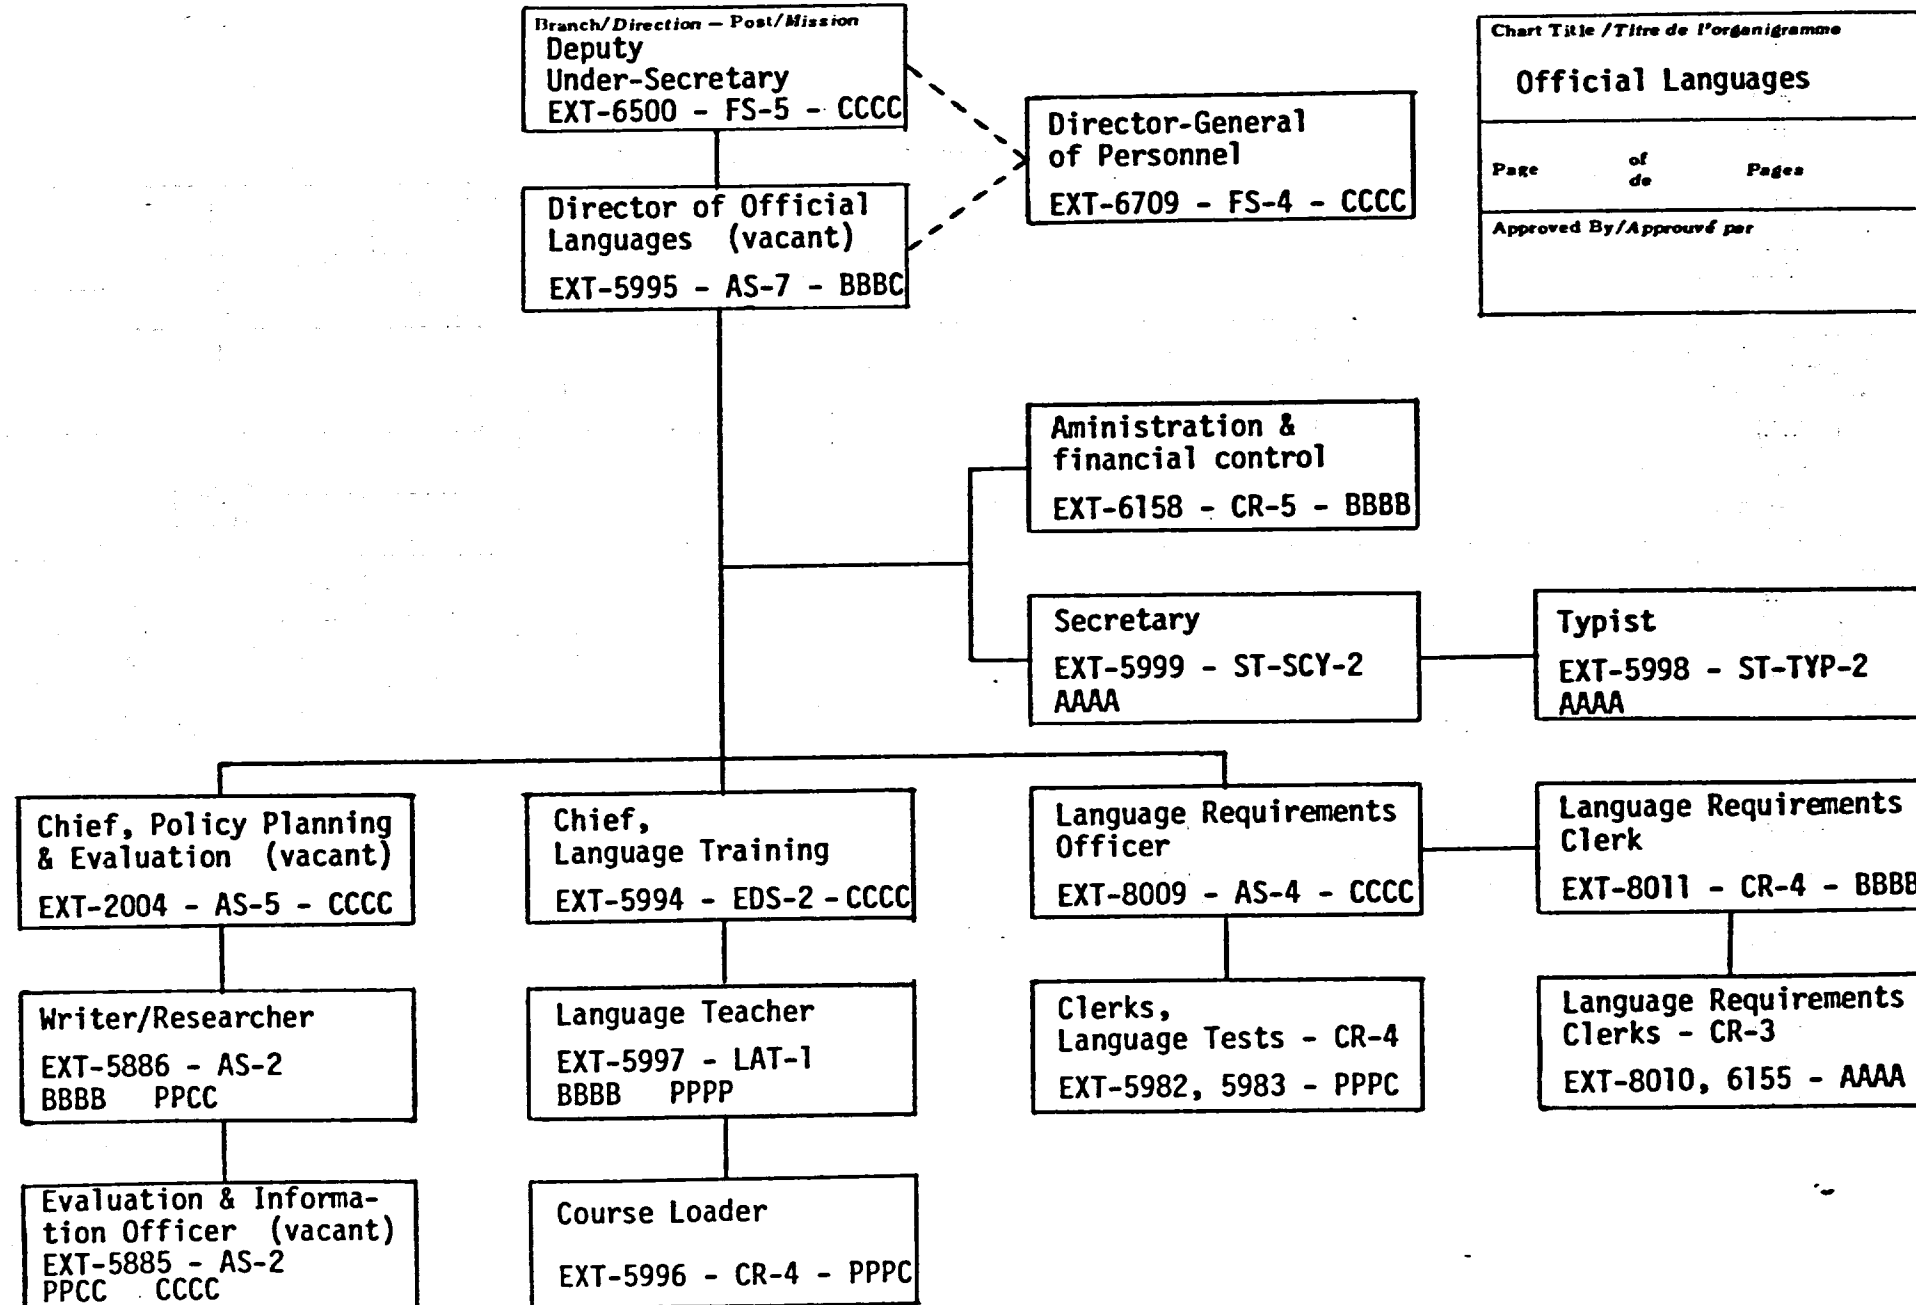 Branch/Direction – Post/Mission
Deputy
Under-Secretary
EXT-6500 - FS-5 - CCCC
Chart Title /Titre de l'organigramme
Official Languages
Page of Pages
de
Approved By/Approuvé par
Director-General
of Personnel
EXT-6709 - FS-4 - CCCC
Director of Official
Languages (vacant)
EXT-5995 - AS-7 - BBBC
Aministration &
financial control
EXT-6158 - CR-5 - BBBB
Secretary
EXT-5999 - ST-SCY-2
AAAA
Typist
EXT-5998 - ST-TYP-2
AAAA
Chief, Policy Planning
& Evaluation (vacant)
EXT-2004 - AS-5 - CCCC
Chief,
Language Training
EXT-5994 - EDS-2 - CCCC
Language Requirements
Officer
EXT-8009 - AS-4 - CCCC
Language Requirements
Clerk
EXT-8011 - CR-4 - BBBB
Writer/Researcher
EXT-5886 - AS-2
BBBB PPCC
Language Teacher
EXT-5997 - LAT-1
BBBB PPPP
Clerks,
Language Tests - CR-4
EXT-5982, 5983 - PPPC
Language Requirements
Clerks - CR-3
EXT-8010, 6155 - AAAA
Evaluation & Informa-
tion Officer (vacant)
EXT-5885 - AS-2
PPCC CCCC
Course Loader
EXT-5996 - CR-4 - PPPC